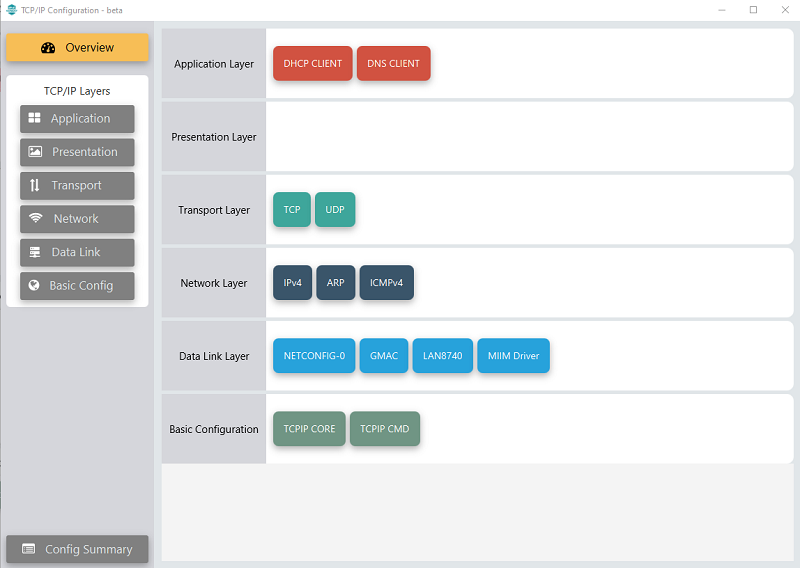 TCP/IP Configuration - beta
Overview
TCP/IP Layers
Application
Presentation
Transport
Network
Data Link
Basic Config
Config Summary
Application Layer
DHCP CLIENT
DNS CLIENT
Presentation Layer
Transport Layer
TCP
UDP
Network Layer
IPv4
ARP
ICMPv4
Data Link Layer
NETCONFIG-0
GMAC
LAN8740
MIIM Driver
Basic Configuration
TCPIP CORE
TCPIP CMD